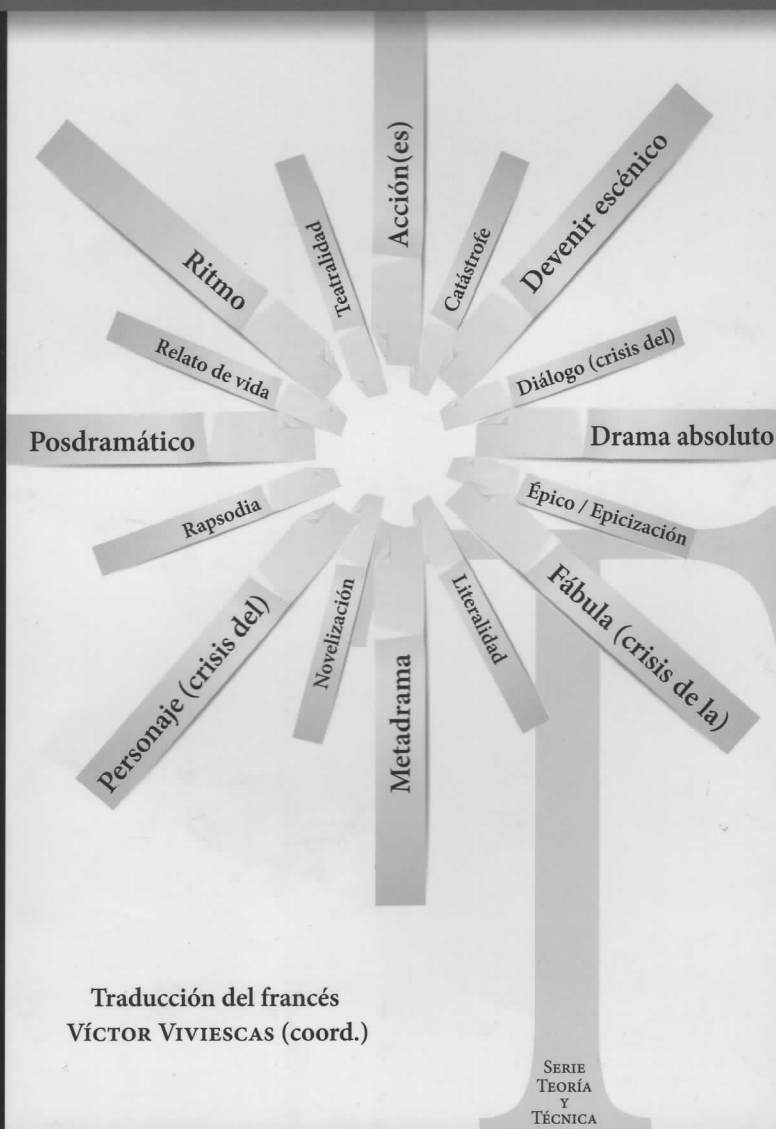 Acción(es)
Catástrofe
Devenir escénico
Diálogo (crisis del)
Drama absoluto
Épico / Epicización
Fábula (crisis de la)
Literalidad
Metadrama
Novelización
Personaje (crisis del)
Rapsodia
Posdramático
Relato de vida
Ritmo
Teatralidad
Traducción del francés
VÍCTOR VIVIESCAS (coord.)
SERIE
TEORÍA
Y
TÉCNICA